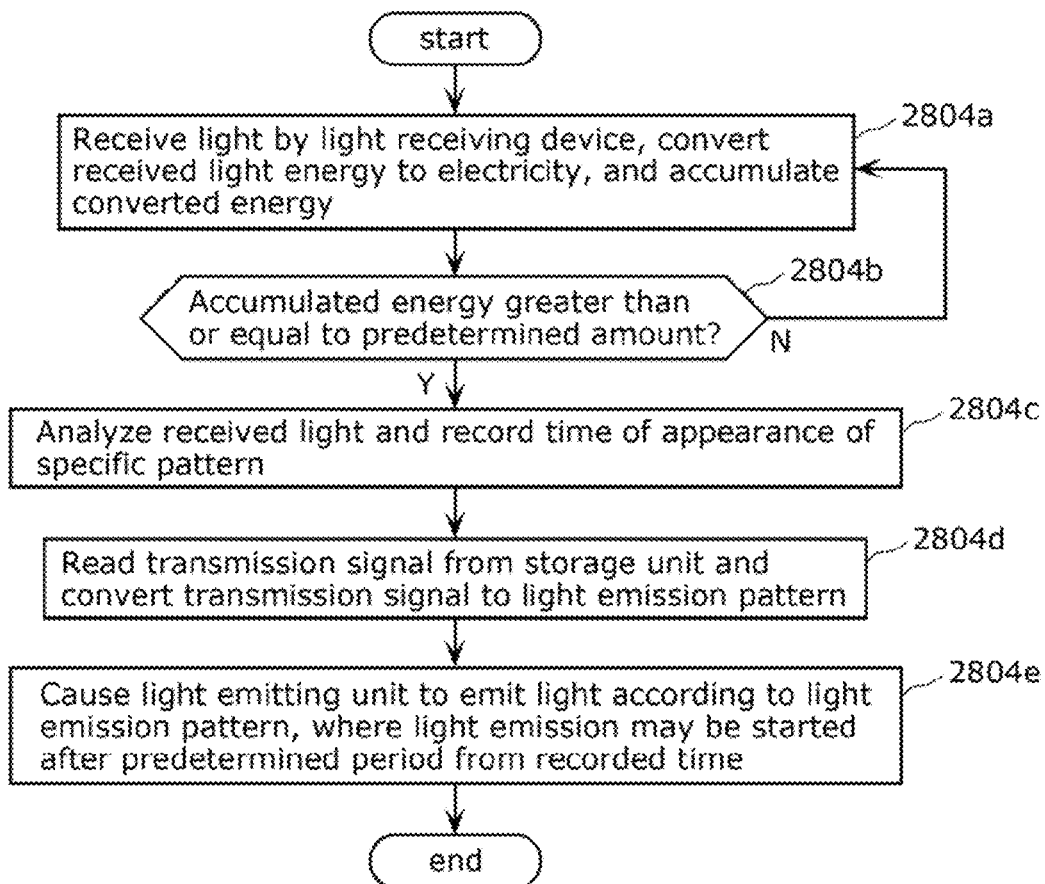 start
2804a
Receive light by light receiving device, convert
received light energy to electricity, and accumulate
converted energy
2804b
Accumulated energy greater than
or equal to predetermined amount?
N
Y
2804c
Analyze received light and record time of appearance of
specific pattern
2804d
Read transmission signal from storage unit and
convert transmission signal to light emission pattern
2804e
Cause light emitting unit to emit light according to light
emission pattern, where light emission may be started
after predetermined period from recorded time
end